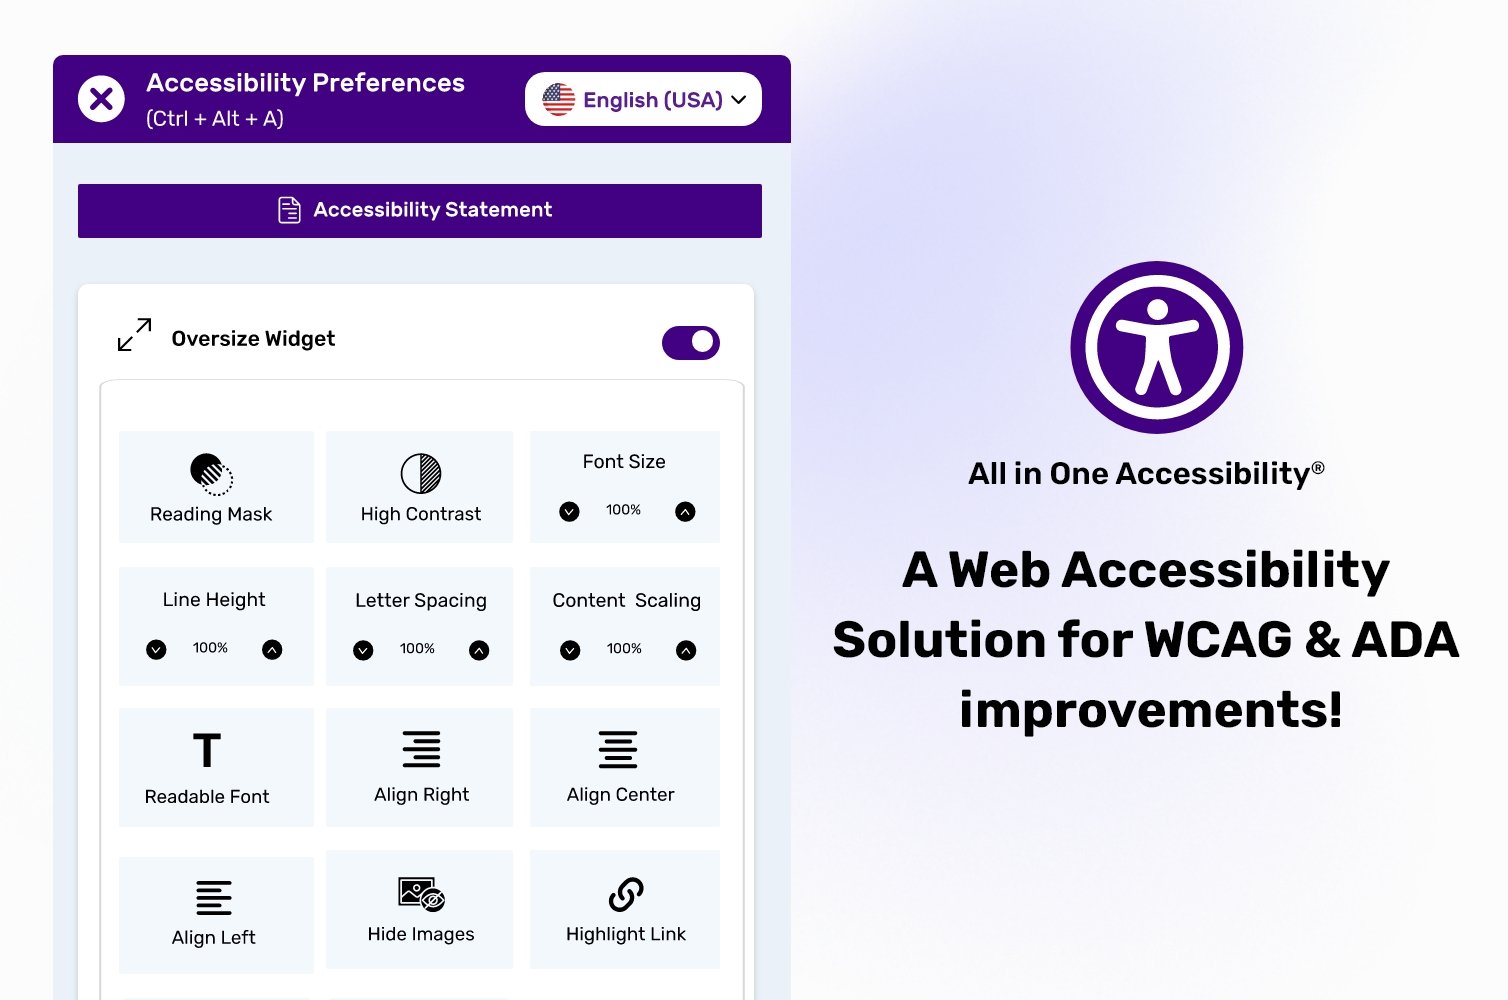 Accessibility Preferences
(Ctrl + Alt + A)
English (USA)
Accessibility Statement
Oversize Widget
Reading Mask
High Contrast
Font Size
100%
Line Height
100%
Letter Spacing
100%
Content Scaling
100%
T
Readable Font
Align Right
Align Center
Align Left
Hide Images
Highlight Link
All in One Accessibility®
A Web Accessibility
Solution for WCAG & ADA
improvements!